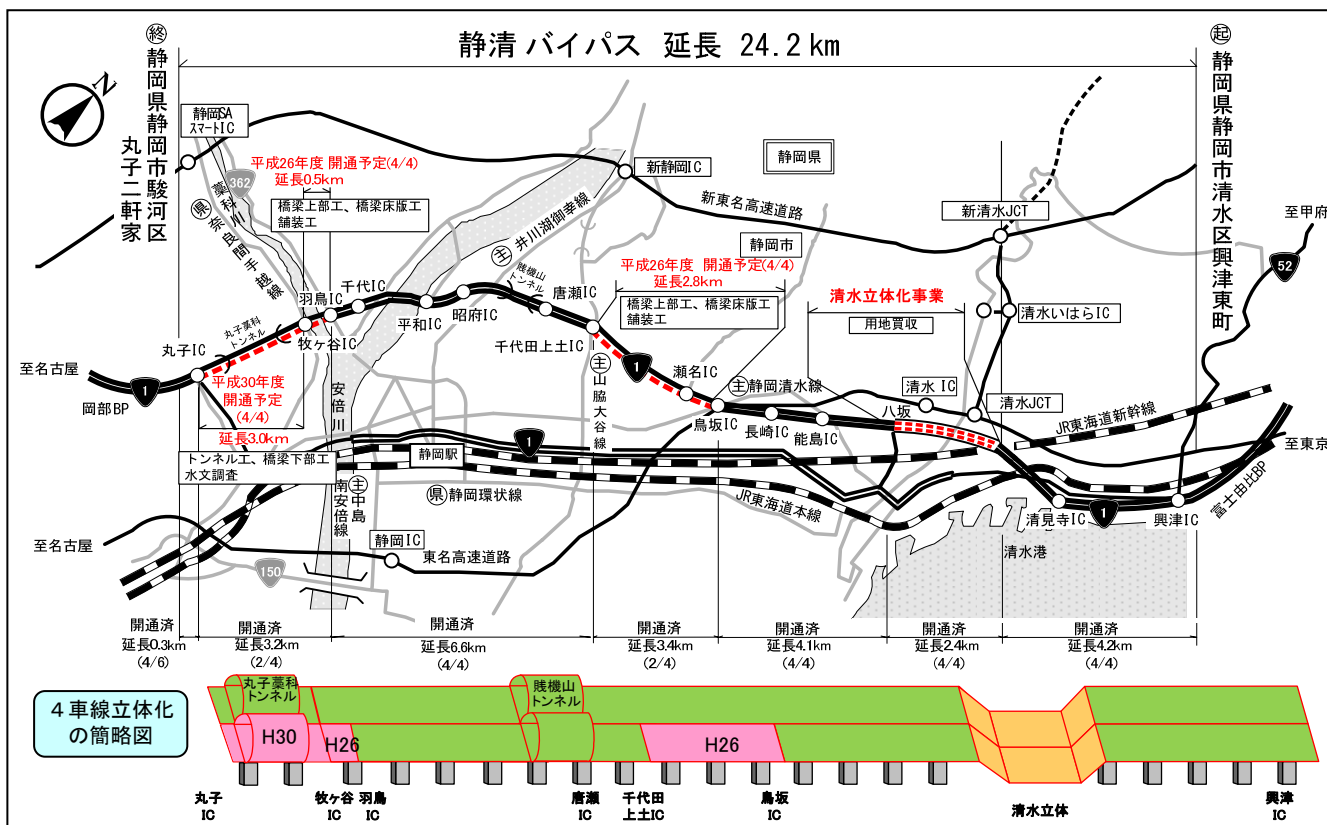 静清 バイパス 延長 24.2 km
終
静岡県静岡市駿河区
丸子二軒家
起
静岡県静岡市清水区興津東町
N
静岡SA
スマートIC
平成26年度 開通予定(4/4)
延長0.5km
橋梁上部工、橋梁床版工
舗装工
362
藁科川
県 奈良間手越線
主 井川湖御幸線
新静岡IC
静岡県
新東名高速道路
静岡市
平成26年度 開通予定(4/4)
延長2.8km
橋梁上部工、橋梁床版工
舗装工
新清水JCT
至甲府
52
清水立体化事業
用地買収
清水いはらIC
賤機山
トンネル
唐瀬IC
千代IC
羽鳥IC
平和IC
昭府IC
牧ヶ谷IC
丸子藁科
トンネル
丸子IC
千代田上土IC
至名古屋
1
岡部BP
平成30年度
開通予定
(4/4)
延長3.0km
安倍川
主 山脇大谷線
1
瀬名IC
主 静岡清水線
鳥坂IC
長崎IC
能島IC
八坂
清水 IC
清水JCT
JR東海道新幹線
至東京
富士由比BP
トンネル工、橋梁下部工
水文調査
静岡駅
1
主 中島
南安倍線
県 静岡環状線
JR東海道本線
清見寺IC
1
興津IC
清水港
至名古屋
静岡IC
東名高速道路
150
開通済
延長0.3km
(4/6)
開通済
延長3.2km
(2/4)
開通済
延長6.6km
(4/4)
開通済
延長3.4km
(2/4)
開通済
延長4.1km
(4/4)
開通済
延長2.4km
(4/4)
開通済
延長4.2km
(4/4)
4車線立体化
の簡略図
丸子藁科
トンネル
賤機山
トンネル
H30
H26
H26
丸子
IC
牧ヶ谷
IC
羽鳥
IC
唐瀬
IC
千代田
上土IC
鳥坂
IC
清水立体
興津
IC